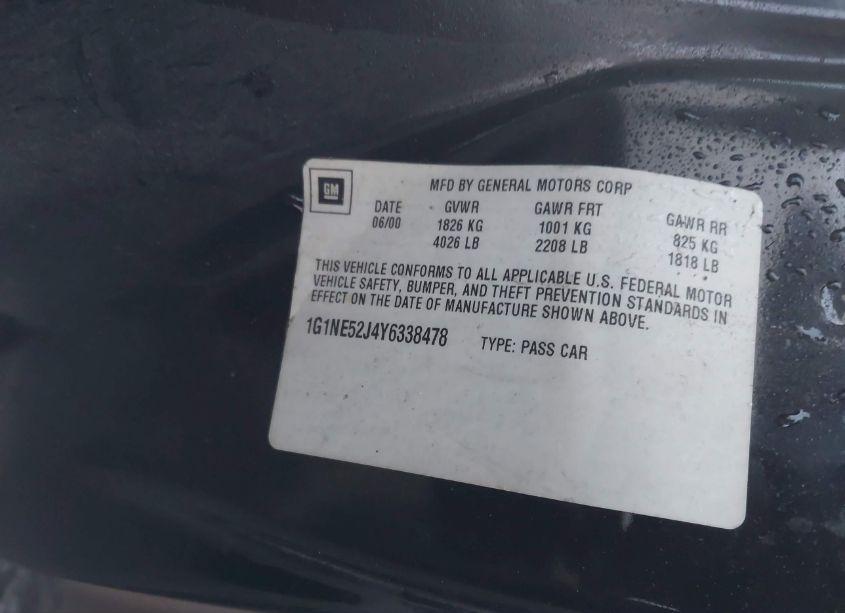 GM
MFD BY GENERAL MOTORS CORP
DATE GVWR GAWR FRT GAWR RR
06/00 1826 KG 1001 KG 825 KG
4026 LB 2208 LB 1818 LB
THIS VEHICLE CONFORMS TO ALL APPLICABLE U.S. FEDERAL MOTOR
VEHICLE SAFETY, BUMPER, AND THEFT PREVENTION STANDARDS IN
EFFECT ON THE DATE OF MANUFACTURE SHOWN ABOVE.
1G1NE52J4Y6338478 TYPE: PASS CAR